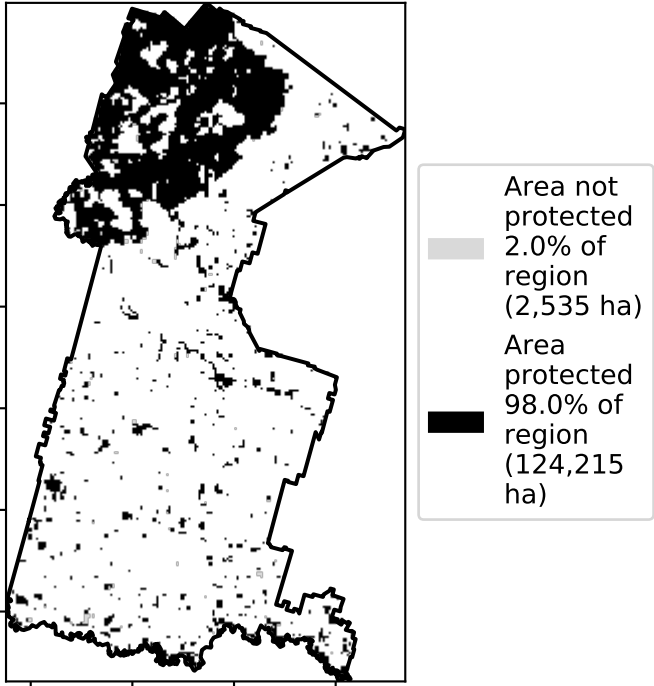 Area not
protected
2.0% of
region
(2,535 ha)
Area
protected
98.0% of
region
(124,215
ha)